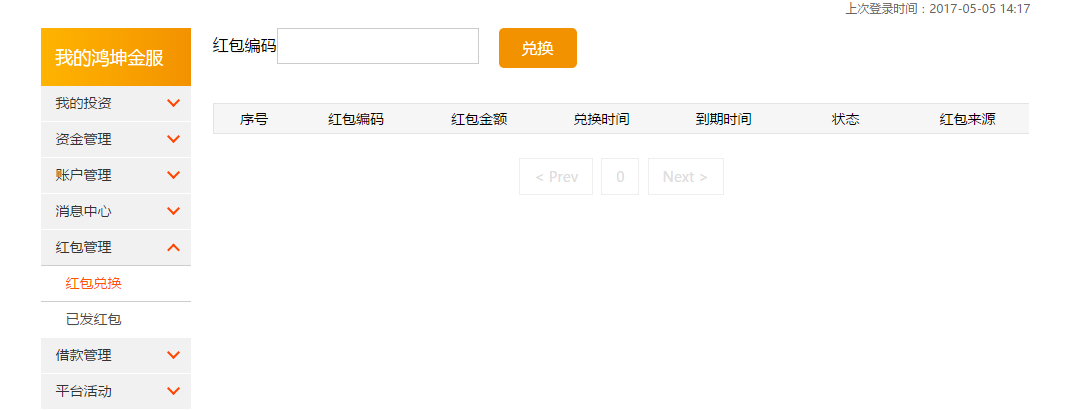 上次登录时间：2017-05-05 14:17
我的鸿坤金服
我的投资
资金管理
账户管理
消息中心
红包管理
红包兑换
已发红包
借款管理
平台活动
红包编码 兑换
序号 红包编码 红包金额 兑换时间 到期时间 状态 红包来源
< Prev 0 Next >